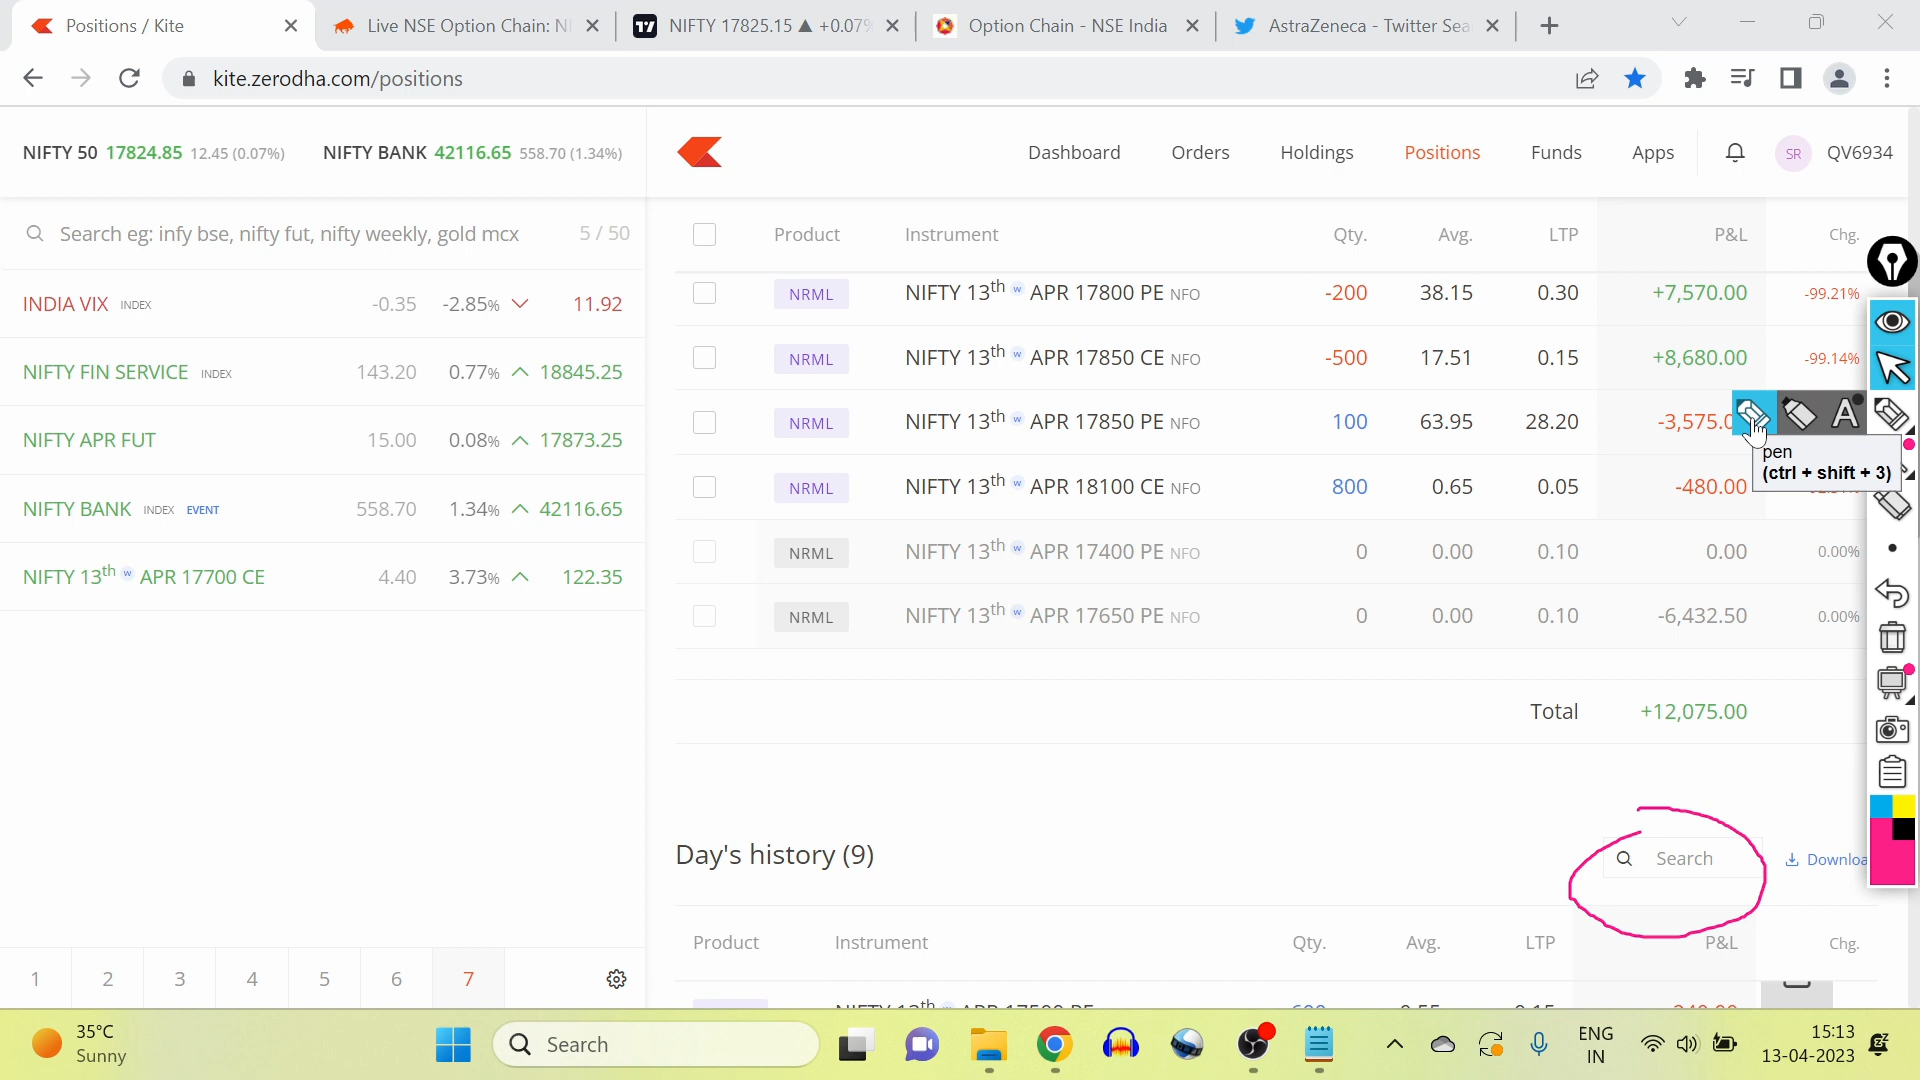 Positions / Kite
Live NSE Option Chain: NI
NIFTY 17825.15 ▲ +0.07%
Option Chain - NSE India
AstraZeneca - Twitter Sea
kite.zerodha.com/positions
NIFTY 50 17824.85 12.45 (0.07%) NIFTY BANK 42116.65 558.70 (1.34%)
Dashboard Orders Holdings Positions Funds Apps SR QV6934
Search eg: infy bse, nifty fut, nifty weekly, gold mcx 5 / 50
INDIA VIX INDEX -0.35 -2.85% 11.92
NIFTY FIN SERVICE INDEX 143.20 0.77% 18845.25
NIFTY APR FUT 15.00 0.08% 17873.25
NIFTY BANK INDEX EVENT 558.70 1.34% 42116.65
NIFTY 13th w APR 17700 CE 4.40 3.73% 122.35
1 2 3 4 5 6 7
Product Instrument Qty. Avg. LTP P&L Chg.
NRML NIFTY 13th w APR 17800 PE NFO -200 38.15 0.30 +7,570.00 -99.21%
NRML NIFTY 13th w APR 17850 CE NFO -500 17.51 0.15 +8,680.00 -99.14%
NRML NIFTY 13th w APR 17850 PE NFO 100 63.95 28.20 -3,575.0
NRML NIFTY 13th w APR 18100 CE NFO 800 0.65 0.05 -480.00
NRML NIFTY 13th w APR 17400 PE NFO 0 0.00 0.10 0.00 0.00%
NRML NIFTY 13th w APR 17650 PE NFO 0 0.00 0.10 -6,432.50 0.00%
Total +12,075.00
A
pen
(ctrl + shift + 3)
Day's history (9) Search Downloa
Product Instrument Qty. Avg. LTP P&L Chg.
35°C
Sunny
Search
ENG
IN
15:13
13-04-2023